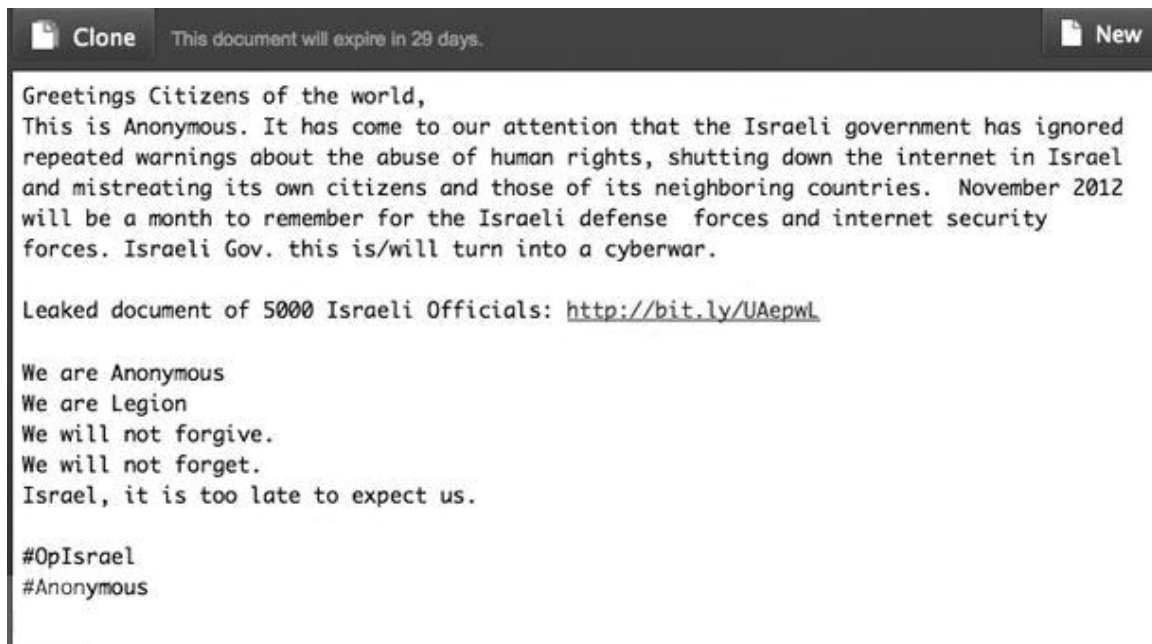 Clone This document will expire in 29 days. New
Greetings Citizens of the world,
This is Anonymous. It has come to our attention that the Israeli government has ignored
repeated warnings about the abuse of human rights, shutting down the internet in Israel
and mistreating its own citizens and those of its neighboring countries.  November 2012
will be a month to remember for the Israeli defense  forces and internet security
forces. Israeli Gov. this is/will turn into a cyberwar.
Leaked document of 5000 Israeli Officials: http://bit.ly/UAepwL
We are Anonymous
We are Legion
We will not forgive.
We will not forget.
Israel, it is too late to expect us.
#OpIsrael
#Anonymous